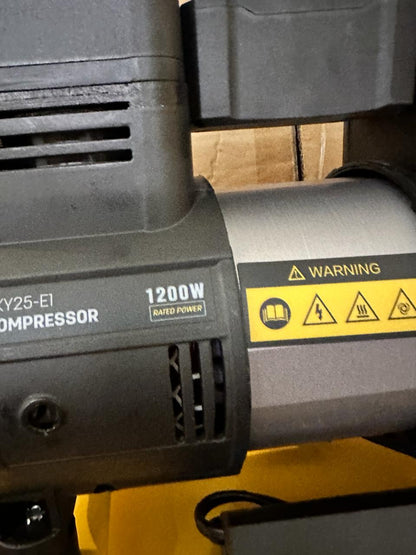 XY25-E1
OMPRESSOR
1200W
RATED POWER
⚠ WARNING